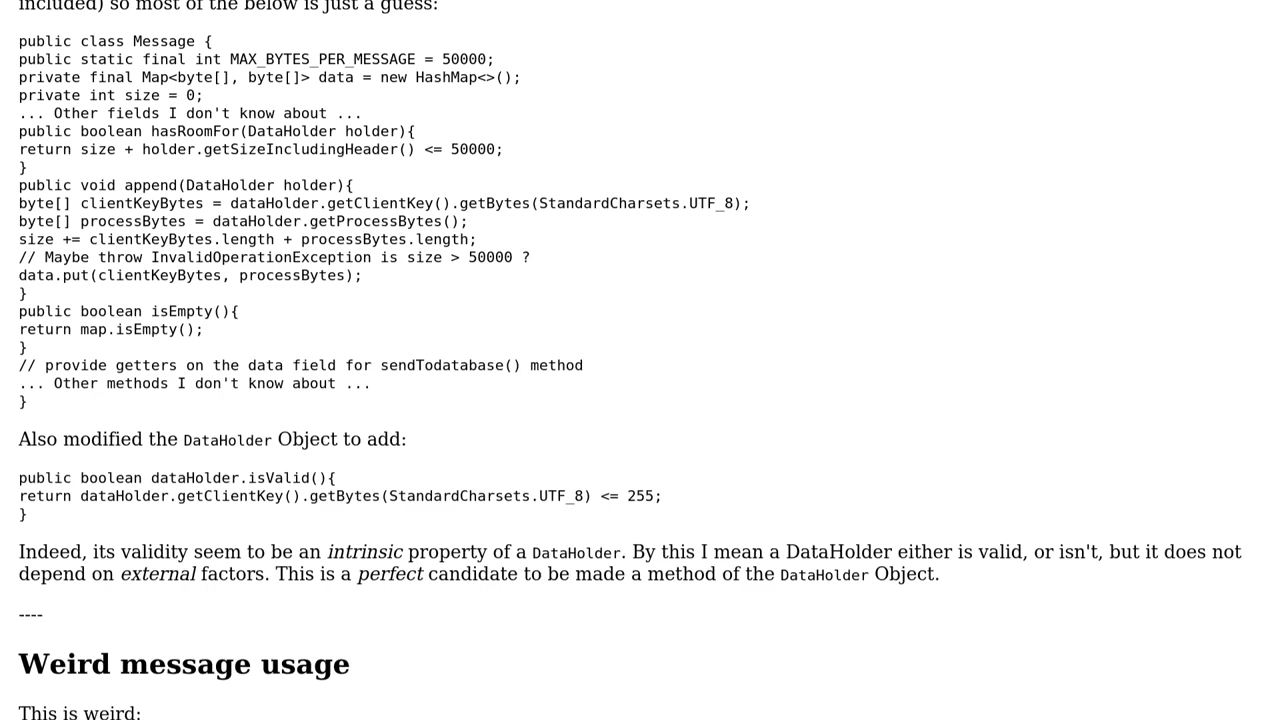 included) so most of the below is just a guess:
public class Message {
public static final int MAX_BYTES_PER_MESSAGE = 50000;
private final Map<byte[], byte[]> data = new HashMap<>();
private int size = 0;
... Other fields I don't know about ...
public boolean hasRoomFor(DataHolder holder){
return size + holder.getSizeIncludingHeader() <= 50000;
}
public void append(DataHolder holder){
byte[] clientKeyBytes = dataHolder.getClientKey().getBytes(StandardCharsets.UTF_8);
byte[] processBytes = dataHolder.getProcessBytes();
size += clientKeyBytes.length + processBytes.length;
// Maybe throw InvalidOperationException is size > 50000 ?
data.put(clientKeyBytes, processBytes);
}
public boolean isEmpty(){
return map.isEmpty();
}
// provide getters on the data field for sendTodatabase() method
... Other methods I don't know about ...
}
Also modified the DataHolder Object to add:
public boolean dataHolder.isValid(){
return dataHolder.getClientKey().getBytes(StandardCharsets.UTF_8) <= 255;
}
Indeed, its validity seem to be an intrinsic property of a DataHolder. By this I mean a DataHolder either is valid, or isn't, but it does not
depend on external factors. This is a perfect candidate to be made a method of the DataHolder Object.
----
Weird message usage
This is weird: